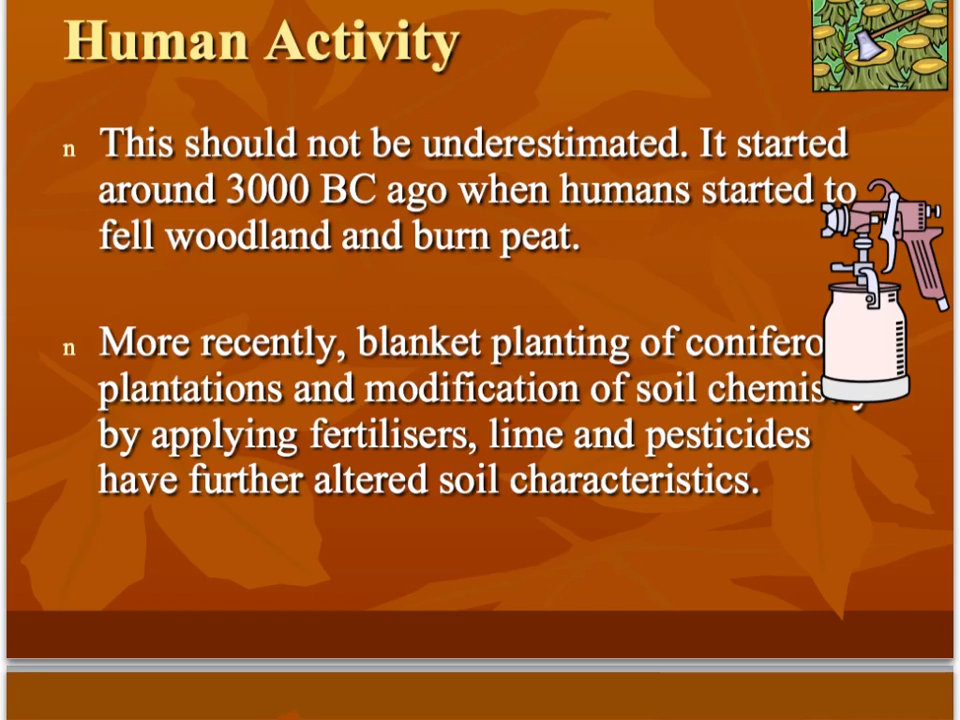 Human Activity
n This should not be underestimated. It started
around 3000 BC ago when humans started to
fell woodland and burn peat.
n More recently, blanket planting of
plantations and modification of soil
by applying fertilisers, lime and pesticides
have further altered soil characteristics.